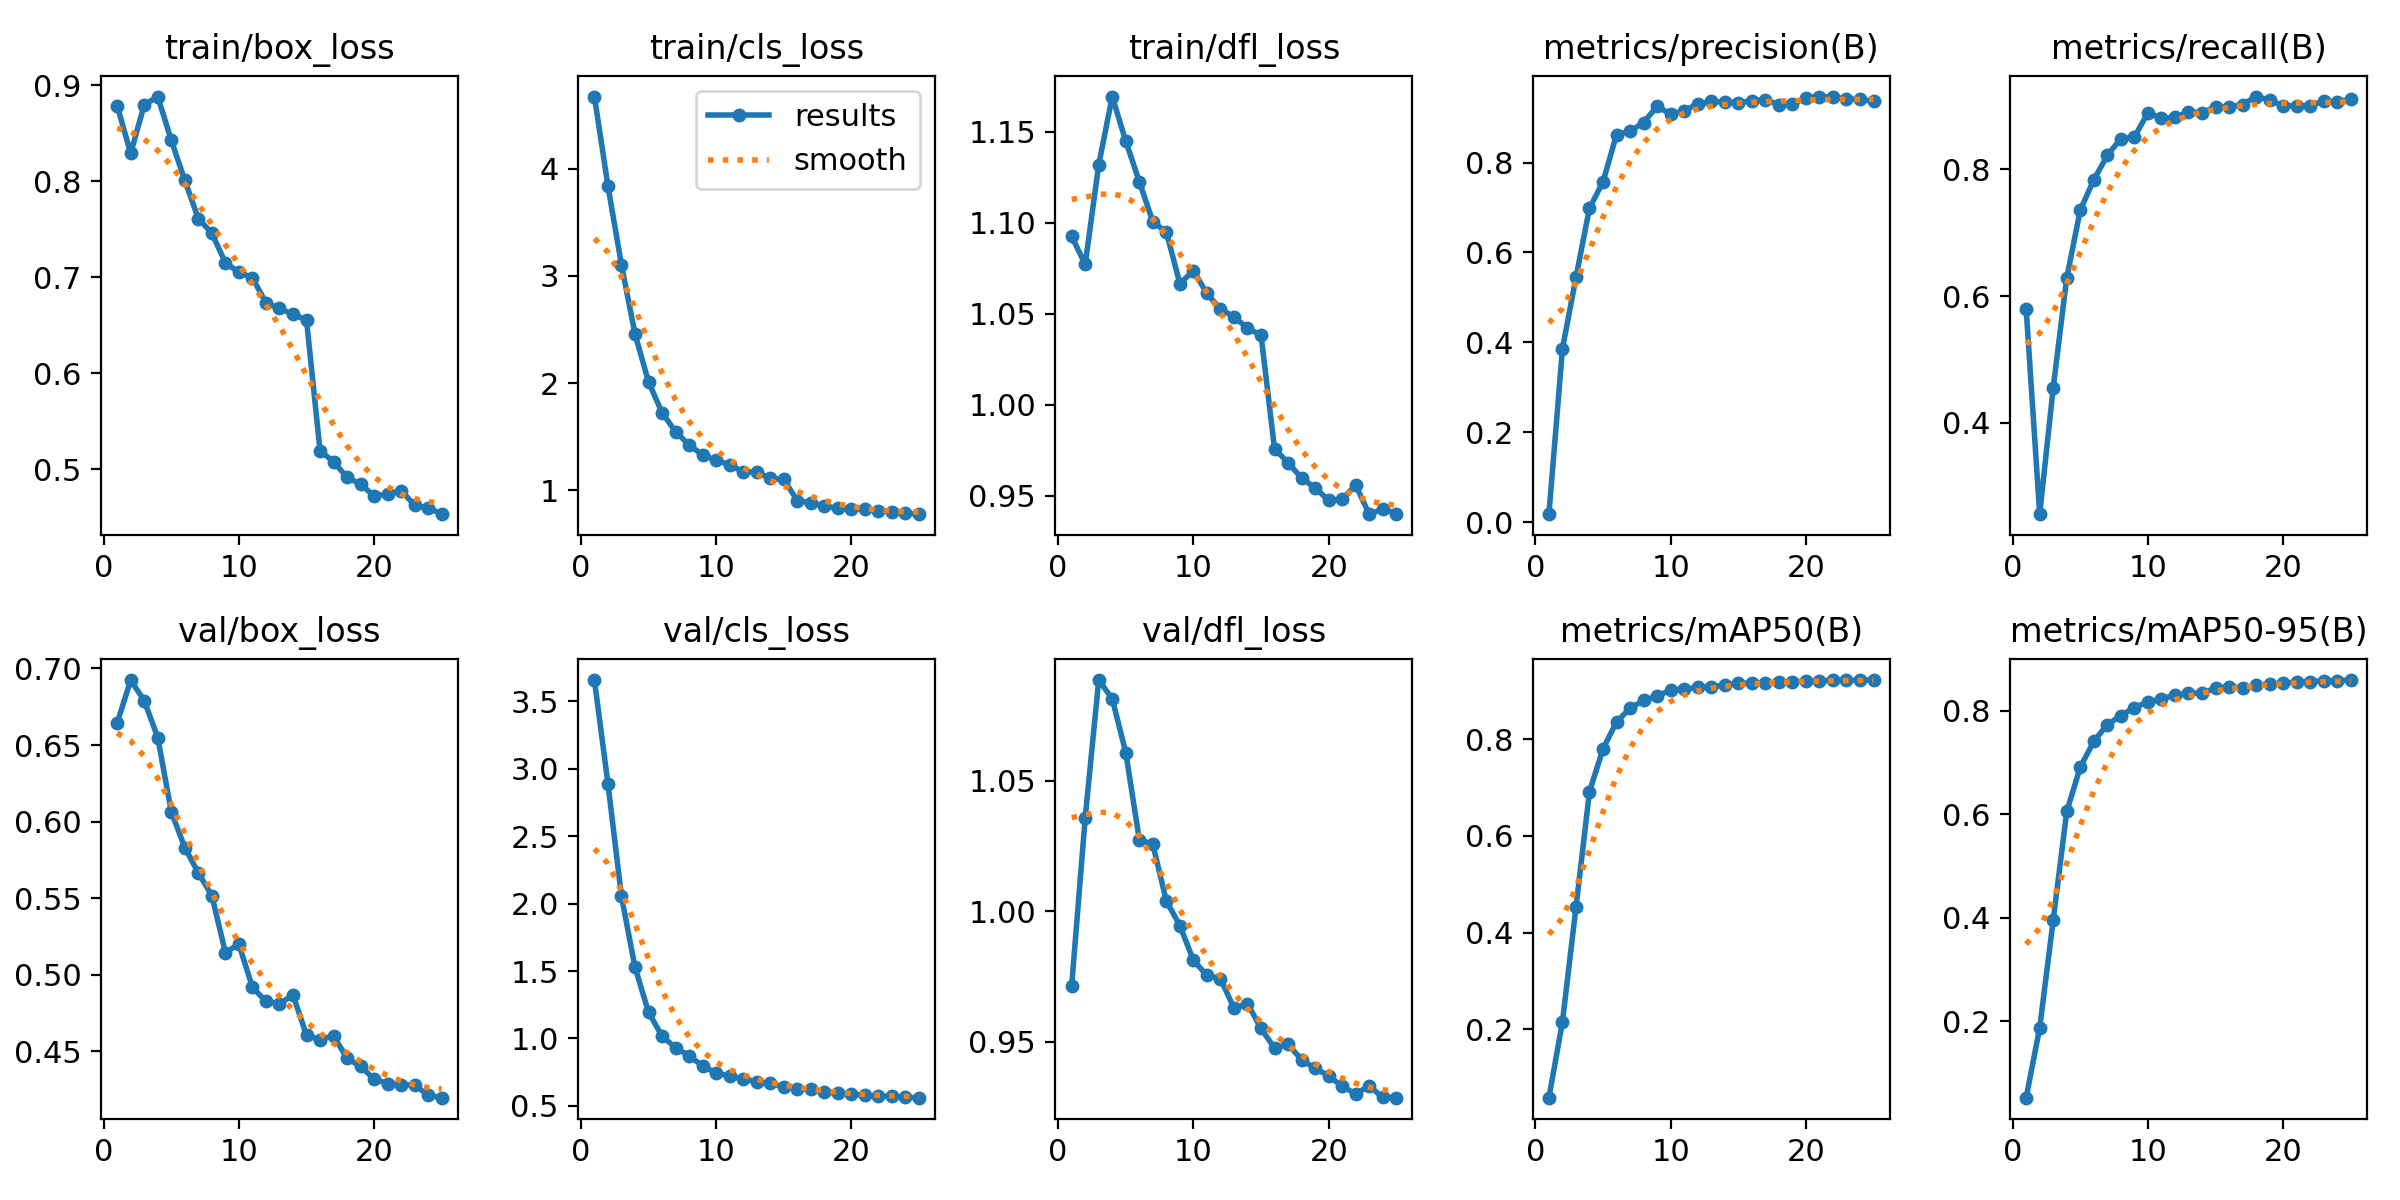 train/box_loss
0.9
0.8
0.7
0.6
0.5
0 10 20
train/cls_loss
results
smooth
4
3
2
1
0 10 20
train/dfl_loss
1.15
1.10
1.05
1.00
0.95
0 10 20
metrics/precision(B)
0.8
0.6
0.4
0.2
0.0
0 10 20
metrics/recall(B)
0.8
0.6
0.4
0 10 20
val/box_loss
0.70
0.65
0.60
0.55
0.50
0.45
0 10 20
val/cls_loss
3.5
3.0
2.5
2.0
1.5
1.0
0.5
0 10 20
val/dfl_loss
1.05
1.00
0.95
0 10 20
metrics/mAP50(B)
0.8
0.6
0.4
0.2
0 10 20
metrics/mAP50-95(B)
0.8
0.6
0.4
0.2
0 10 20